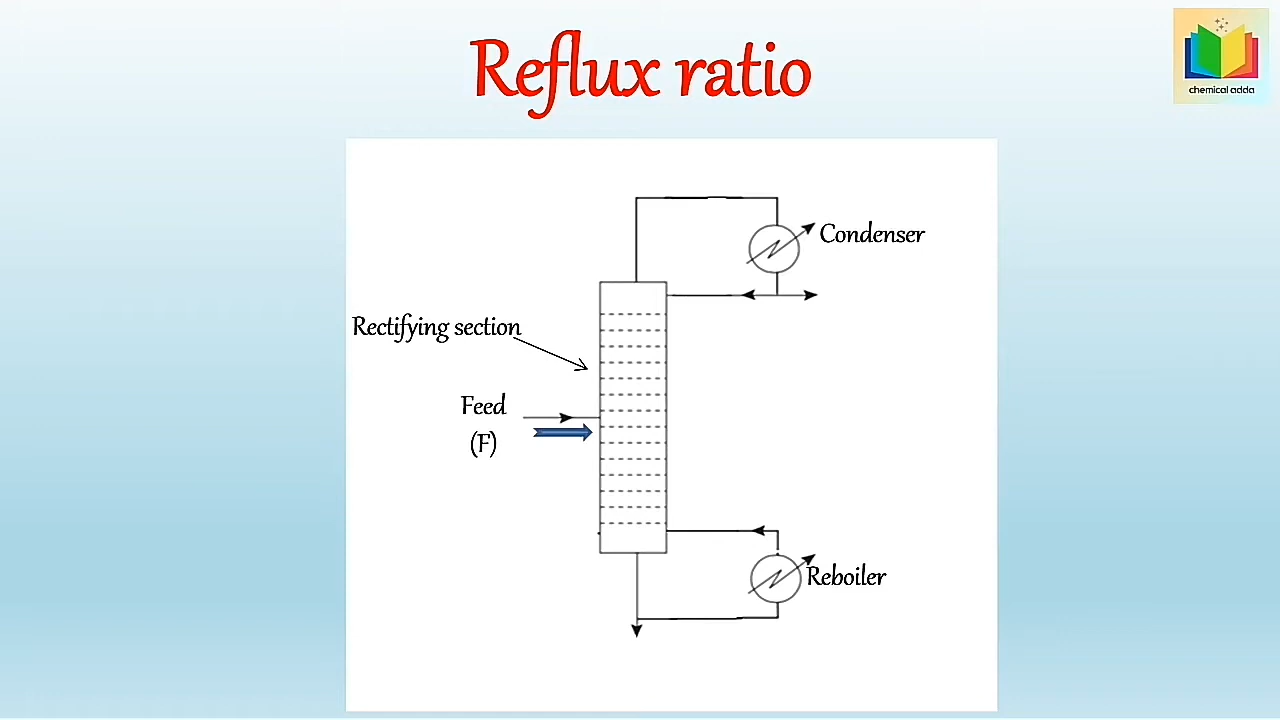 Reflux ratio
chemical adda
Condenser
Rectifying section
Feed
(F)
Reboiler